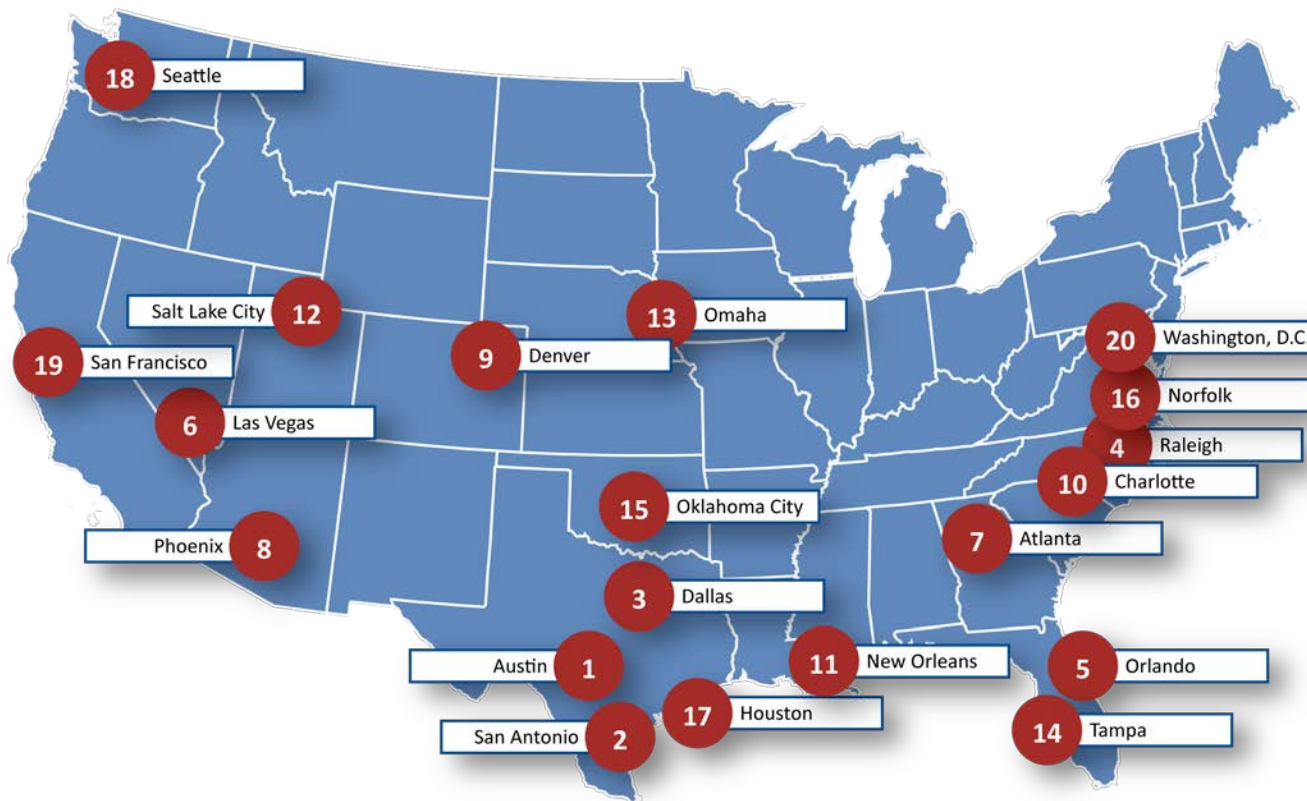 18 Seattle
Salt Lake City 12
13 Omaha
20 Washington, D.C.
9 Denver
19 San Francisco
16 Norfolk
6 Las Vegas
4 Raleigh
10 Charlotte
15 Oklahoma City
Phoenix 8
7 Atlanta
3 Dallas
Austin 1
11 New Orleans
5 Orlando
17 Houston
14 Tampa
San Antonio 2